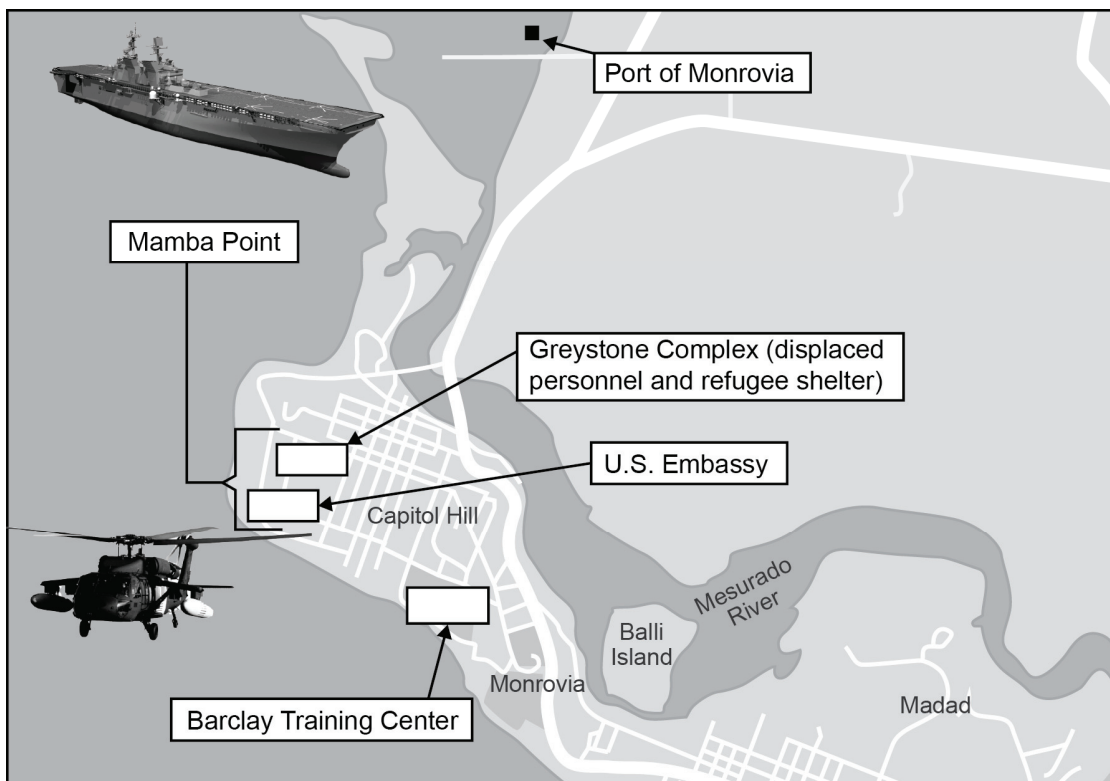 Port of Monrovia
Mamba Point
Greystone Complex (displaced
personnel and refugee shelter)
U.S. Embassy
Capitol Hill
Mesurado
River
Balli
Island
Monrovia
Madad
Barclay Training Center